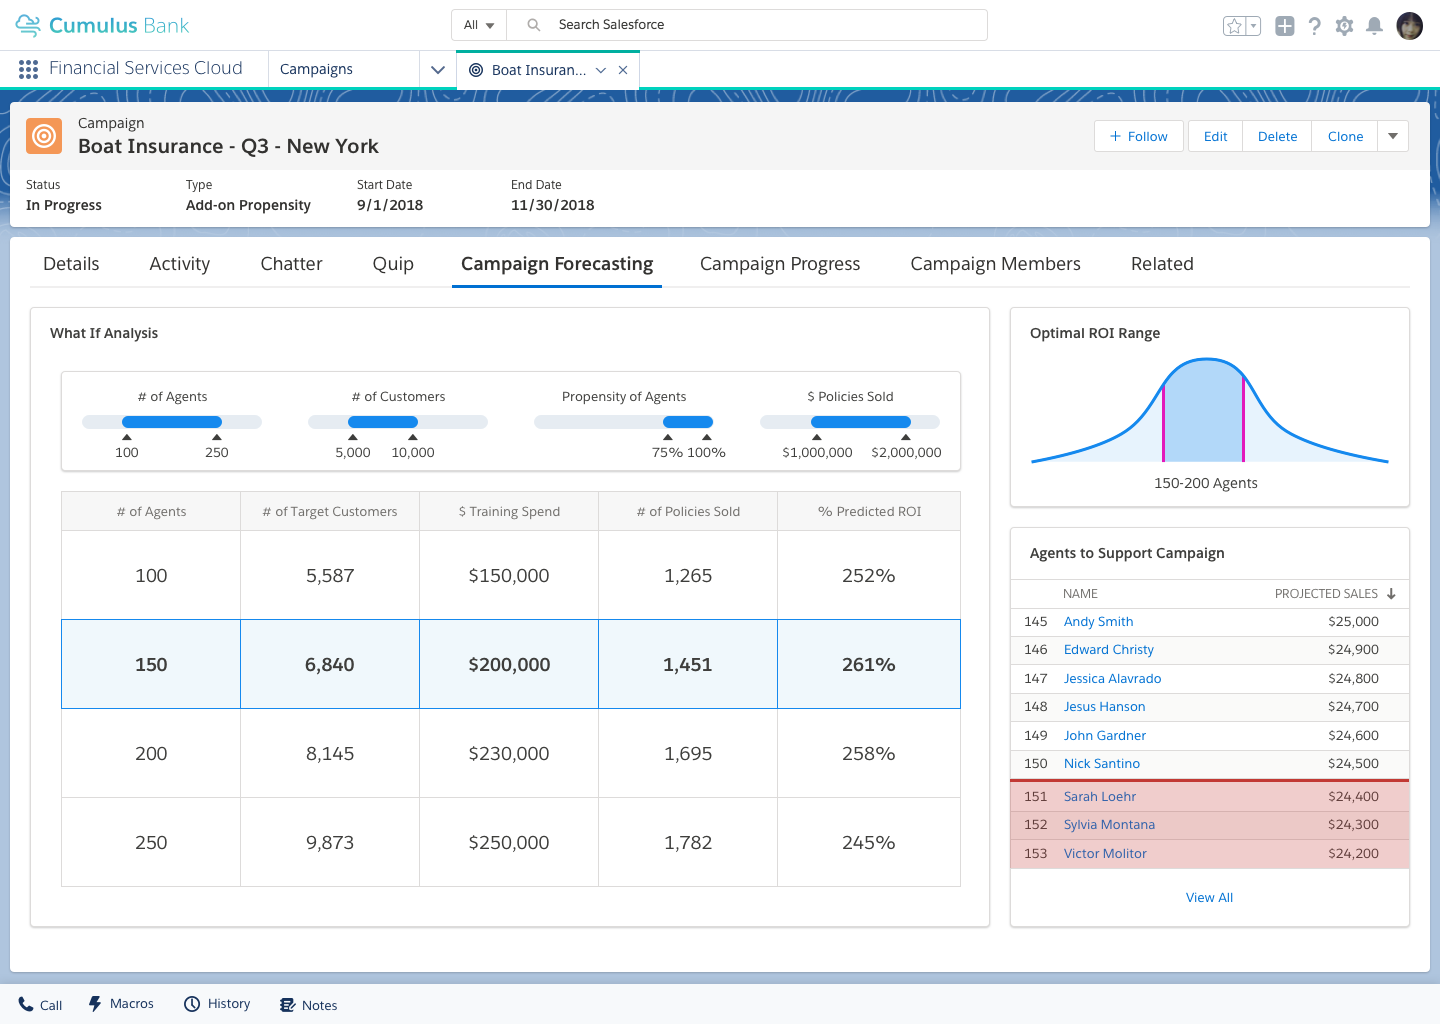 Cumulus Bank
All
Search Salesforce
Financial Services Cloud
Campaigns
Boat Insuran...
Campaign
Boat Insurance - Q3 - New York
+ Follow
Edit
Delete
Clone
Status
Type
Start Date
End Date
In Progress
Add-on Propensity
9/1/2018
11/30/2018
Details
Activity
Chatter
Quip
Campaign Forecasting
Campaign Progress
Campaign Members
Related
What If Analysis
# of Agents
100 250
# of Customers
5,000 10,000
Propensity of Agents
75% 100%
$ Policies Sold
$1,000,000 $2,000,000
# of Agents # of Target Customers $ Training Spend # of Policies Sold % Predicted ROI
100 5,587 $150,000 1,265 252%
150 6,840 $200,000 1,451 261%
200 8,145 $230,000 1,695 258%
250 9,873 $250,000 1,782 245%
Optimal ROI Range
150-200 Agents
Agents to Support Campaign
NAME PROJECTED SALES
145 Andy Smith $25,000
146 Edward Christy $24,900
147 Jessica Alavrado $24,800
148 Jesus Hanson $24,700
149 John Gardner $24,600
150 Nick Santino $24,500
151 Sarah Loehr $24,400
152 Sylvia Montana $24,300
153 Victor Molitor $24,200
View All
Call
Macros
History
Notes